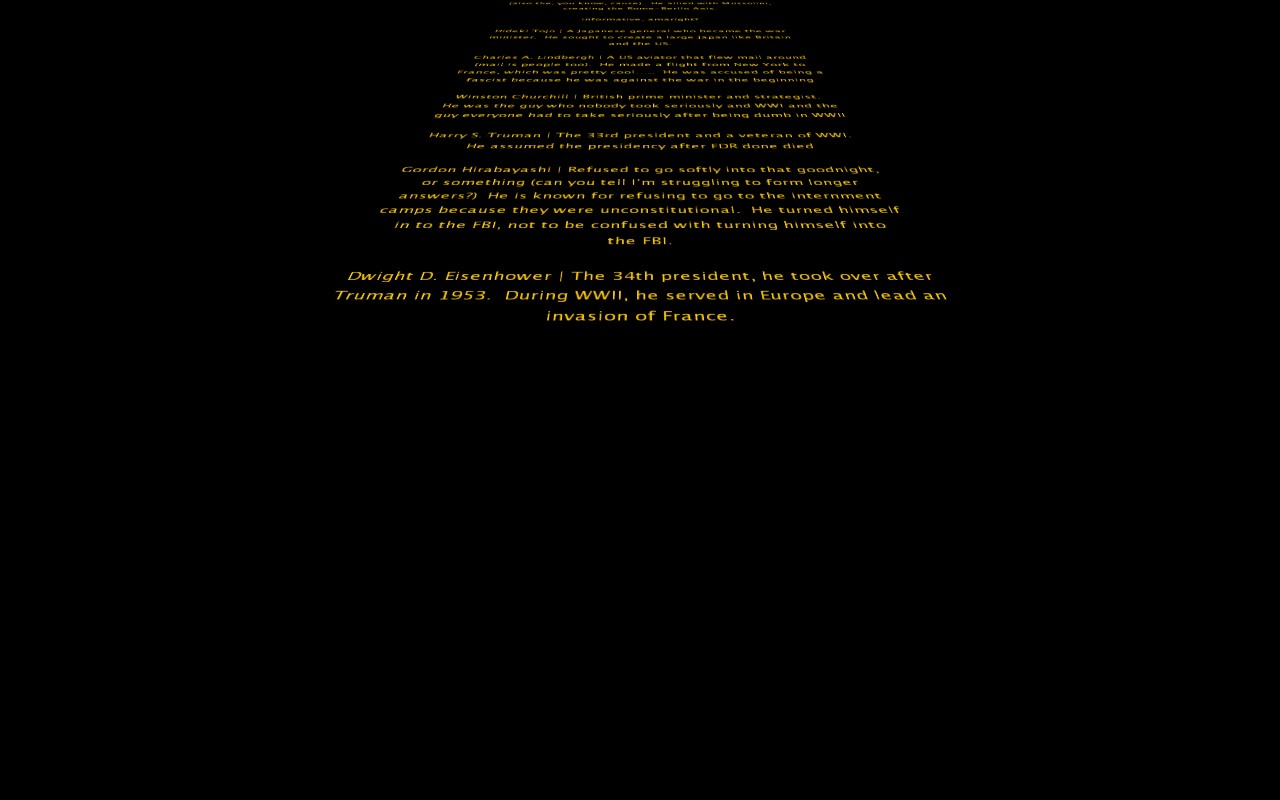 (also the, you know, cause). He allied with Mussolini,
creating the Rome-Berlin Axis.
Informative, amaright?
Hideki Tojo | A Japanese general who became the war
minister. He sought to create a large Japan like Britain
and the US.
Charles A. Lindbergh | A US aviator that flew mail around
(mail is people too). He made a flight from New York to
France, which was pretty cool .... He was accused of being a
fascist because he was against the war in the beginning
Winston Churchill | British prime minister and strategist.
He was the guy who nobody took seriously and WWI and the
guy everyone had to take seriously after being dumb in WWII
Harry S. Truman | The 33rd president and a veteran of WWI.
He assumed the presidency after FDR done died
Gordon Hirabayashi | Refused to go softly into that goodnight,
or something (can you tell I'm struggling to form longer
answers?) He is known for refusing to go to the internment
camps because they were unconstitutional. He turned himself
in to the FBI, not to be confused with turning himself into
the FBI.
Dwight D. Eisenhower | The 34th president, he took over after
Truman in 1953. During WWII, he served in Europe and lead an
invasion of France.